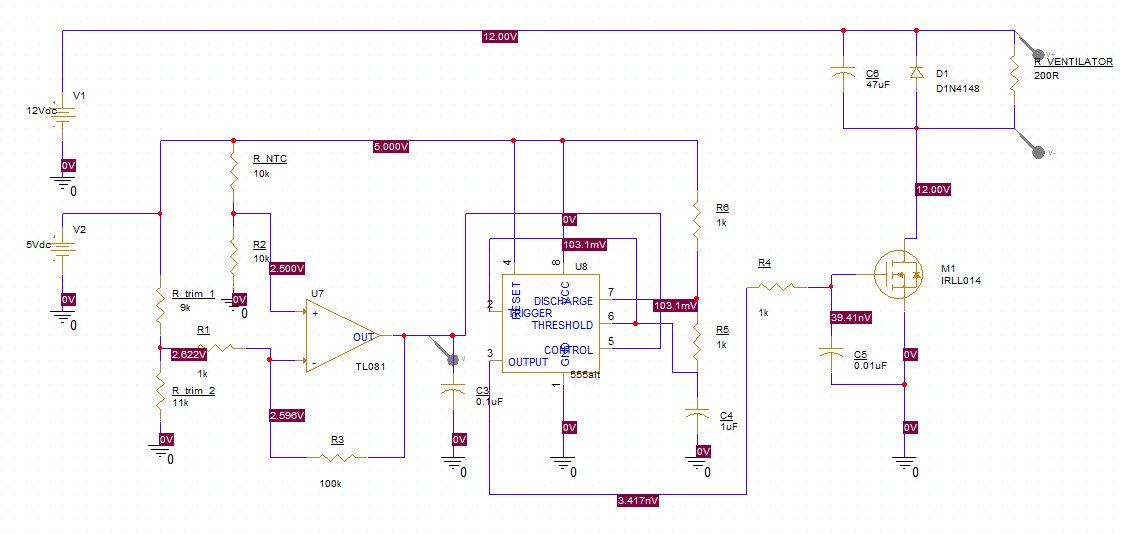 12.00V
V+
R_VENTILATOR
200R
C6
47uF
D1
D1N4148
V1
12Vdc
5.000V
V-
R_NTC
10k
0V
0
12.00V
R6
1k
V2
5Vdc
0V
R2
10k
103.1mV
2.500V
4
8
U8
R4
M1
IRLL014
R_trim_1
9k
0V
0V
0
U7
+
RESET
VCC
7
DISCHARGE
2
TRIGGER
103.1mV
1k
39.41nV
R1
2.622V
1k
OUT
-
TL081
V
6
THRESHOLD
5
CONTROL
3
OUTPUT
GND
555alt
R5
1k
C5
0.01uF
0V
R_trim_2
11k
C3
0.1uF
1
2.596V
C4
1uF
0V
0
R3
100k
0V
0
0V
0
0V
0
0V
0
3.417nV